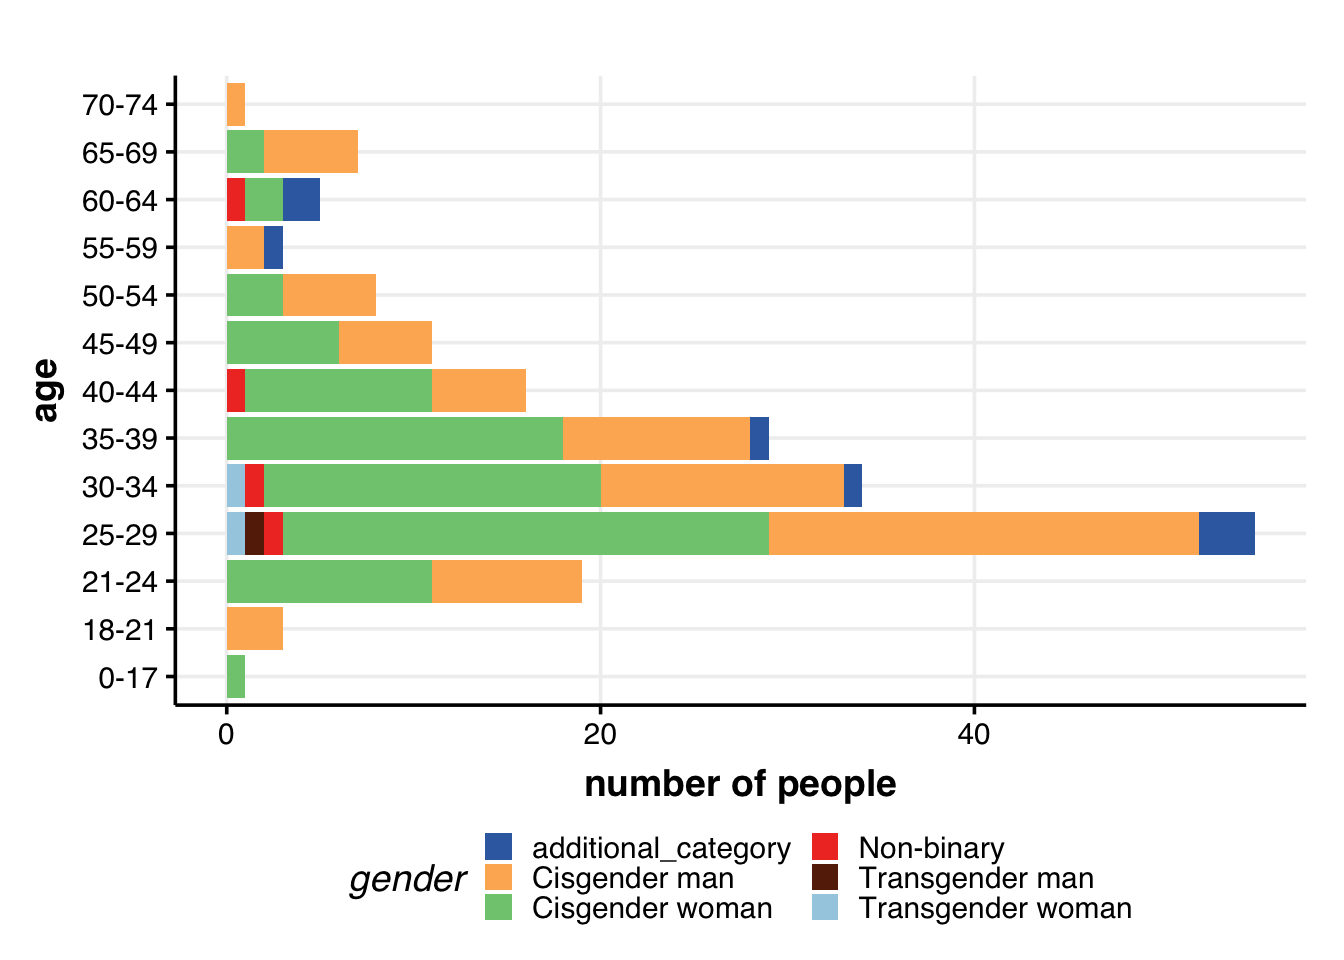 70-74
65-69
60-64
55-59
50-54
45-49
40-44
35-39
30-34
25-29
21-24
18-21
0-17
age
0 20 40
number of people
gender
additional_category Non-binary
Cisgender man Transgender man
Cisgender woman Transgender woman